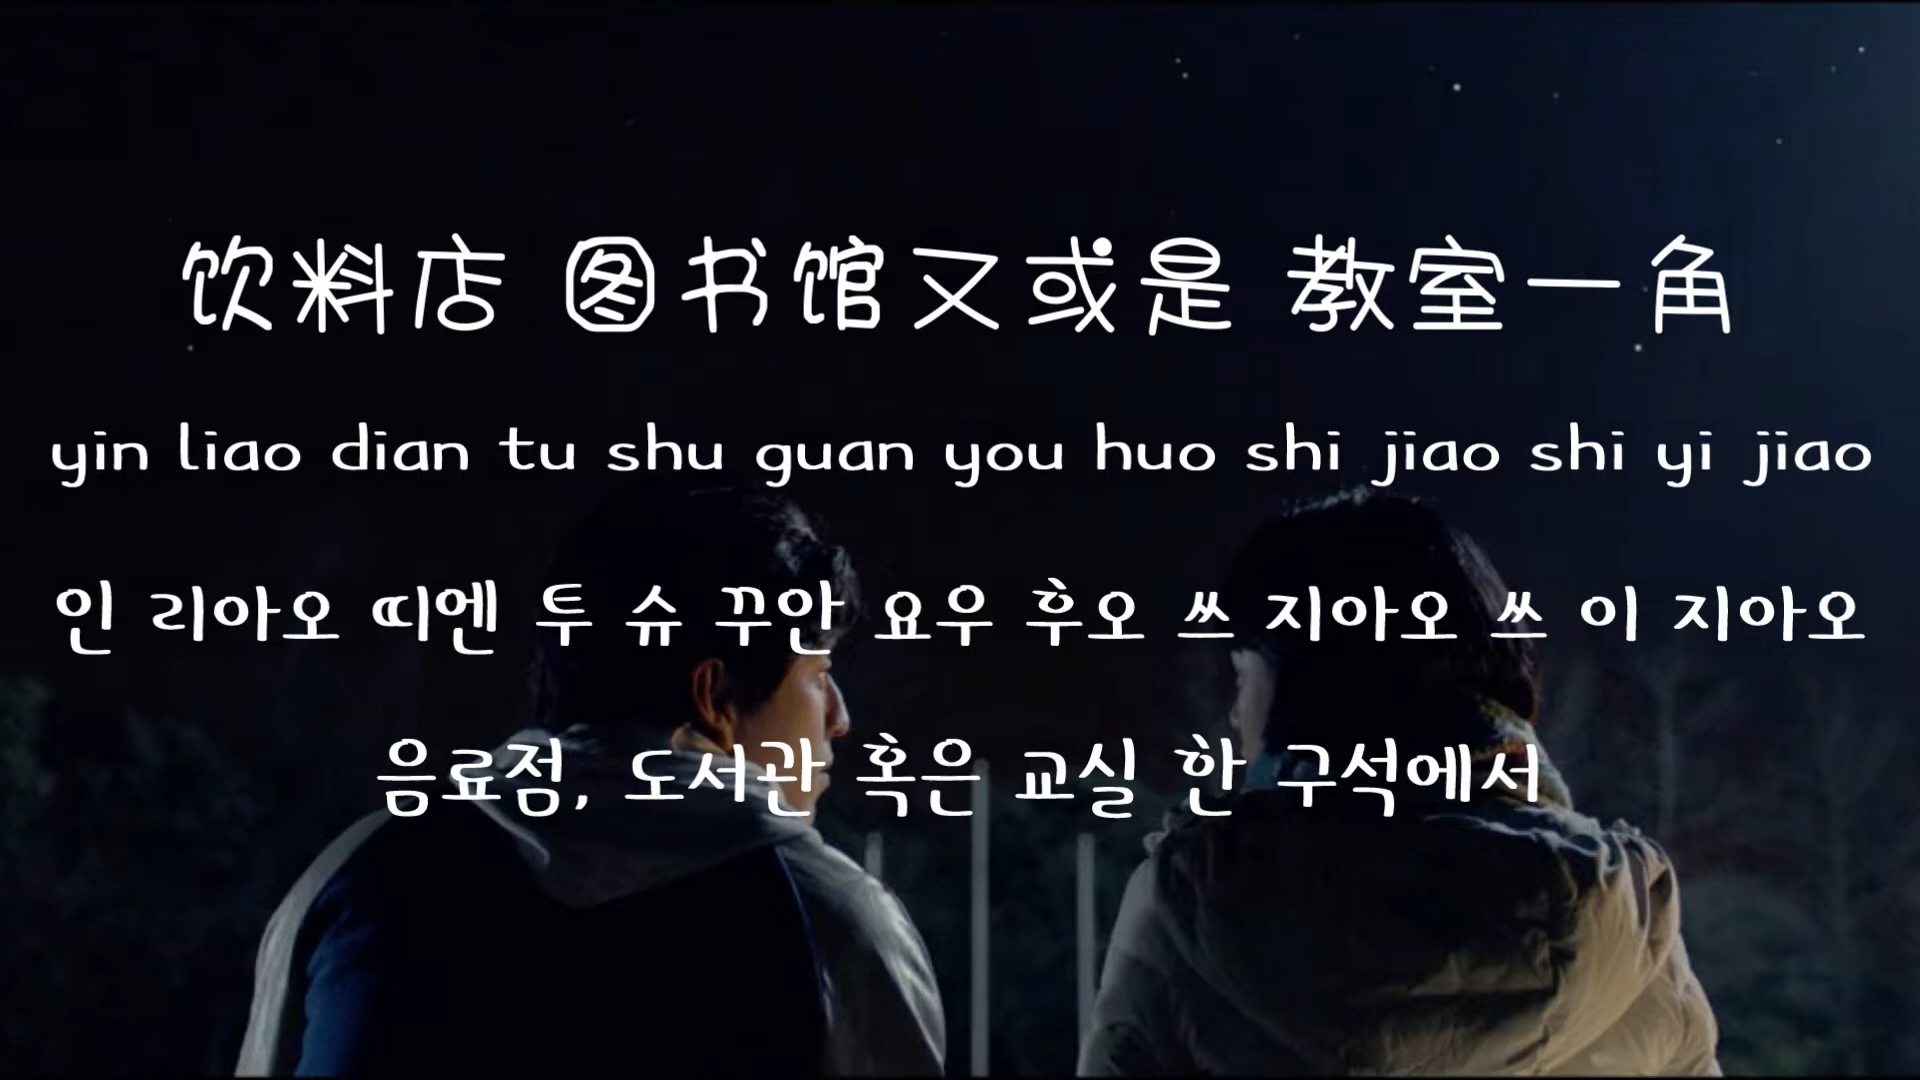 饮料店 图书馆又或是 教室一角
yin liao dian tu shu guan you huo shi jiao shi yi jiao
인 리아오 띠엔 투 슈 꾸안 요우 후오 쓰 지아오 쓰 이 지아오
음료점, 도서관 혹은 교실 한 구석에서